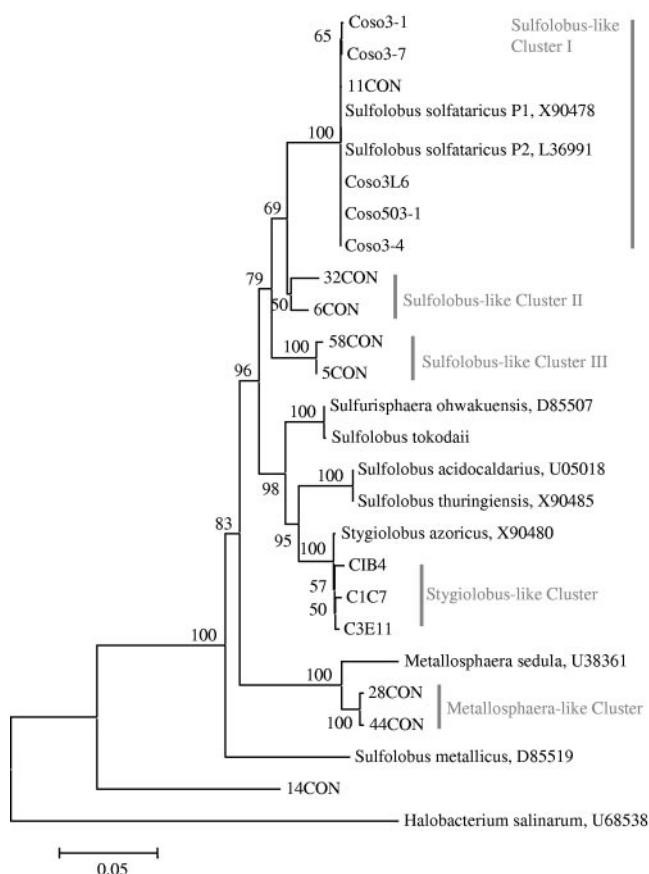 Coso3-1
65
Sulfolobus-like
Cluster I
Coso3-7
11CON
Sulfolobus solfataricus P1, X90478
100
Sulfolobus solfataricus P2, L36991
Coso3L6
69
Coso503-1
Coso3-4
79
32CON
50
Sulfolobus-like Cluster II
6CON
100
58CON
Sulfolobus-like Cluster III
5CON
96
Sulfurisphaera ohwakuensis, D85507
100
Sulfolobus tokodaii
98
Sulfolobus acidocaldarius, U05018
100
Sulfolobus thuringiensis, X90485
83
95
Stygiolobus azoricus, X90480
100
CIB4
57
Stygiolobus-like Cluster
C1C7
50
C3E11
100
Metallosphaera sedula, U38361
100
28CON
Metallosphaera-like Cluster
100
44CON
Sulfolobus metallicus, D85519
14CON
Halobacterium salinarum, U68538
0.05